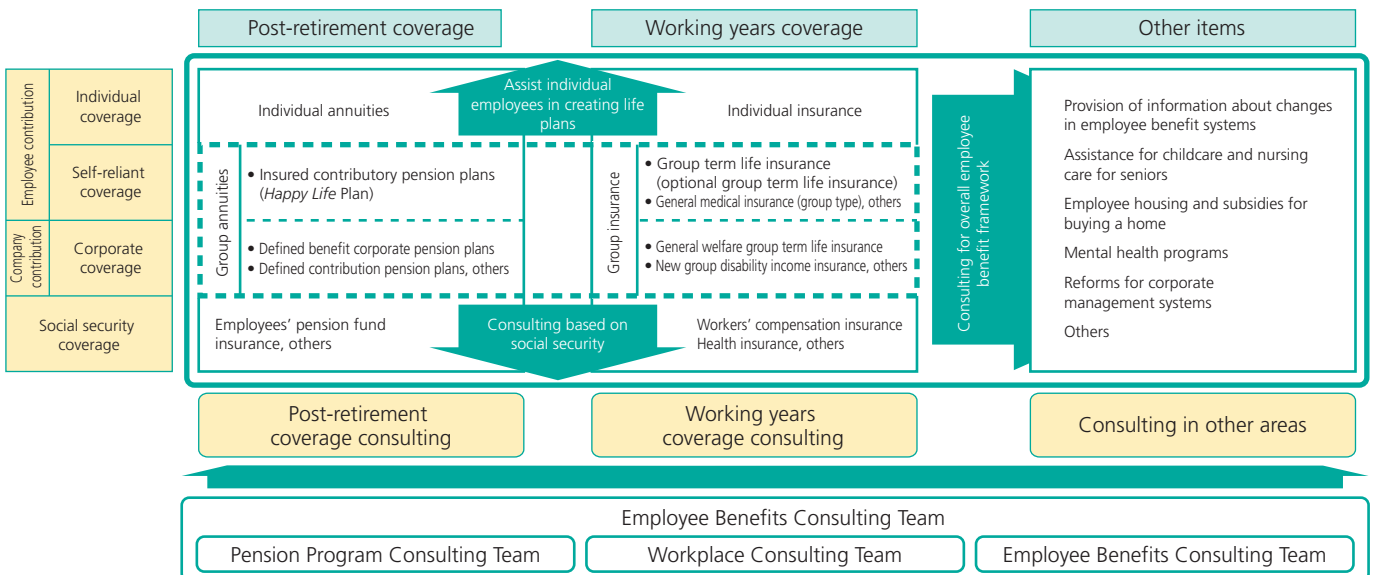 Post-retirement coverage
Working years coverage
Other items
Employee contribution
Individual
coverage
Self-reliant
coverage
Company
contribution
Corporate
coverage
Social security
coverage
Individual annuities
Assist individual
employees in creating life
plans
Individual insurance
Group annuities
• Insured contributory pension plans
(Happy Life Plan)
• Defined benefit corporate pension plans
• Defined contribution pension plans, others
Group insurance
• Group term life insurance
(optional group term life insurance)
• General medical insurance (group type), others
• General welfare group term life insurance
• New group disability income insurance, others
Employees’ pension fund
insurance, others
Consulting based on
social security
Workers’ compensation insurance
Health insurance, others
Consulting for overall employee
benefit framework
Provision of information about changes
in employee benefit systems
Assistance for childcare and nursing
care for seniors
Employee housing and subsidies for
buying a home
Mental health programs
Reforms for corporate
management systems
Others
Post-retirement
coverage consulting
Working years
coverage consulting
Consulting in other areas
Employee Benefits Consulting Team
Pension Program Consulting Team
Workplace Consulting Team
Employee Benefits Consulting Team